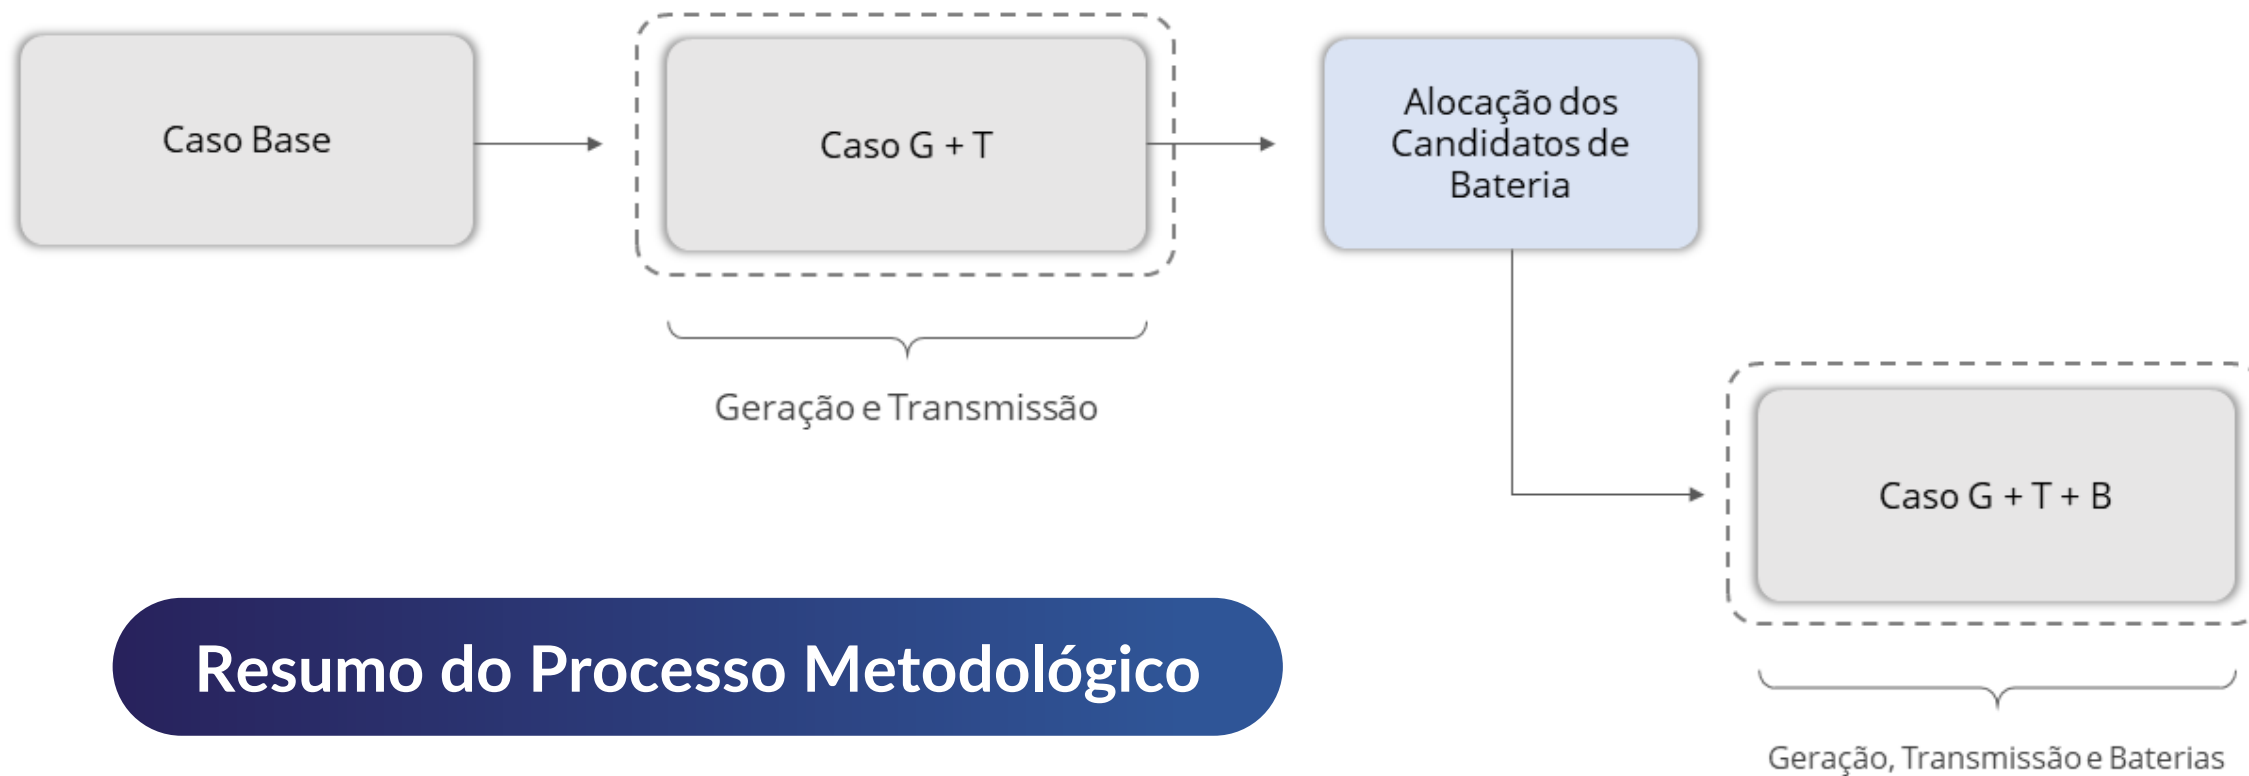 Caso Base
Caso G + T
Alocação dos
Candidatos de
Bateria
Geração e Transmissão
Caso G + T + B
Resumo do Processo Metodológico
Geração, Transmissão e Baterias